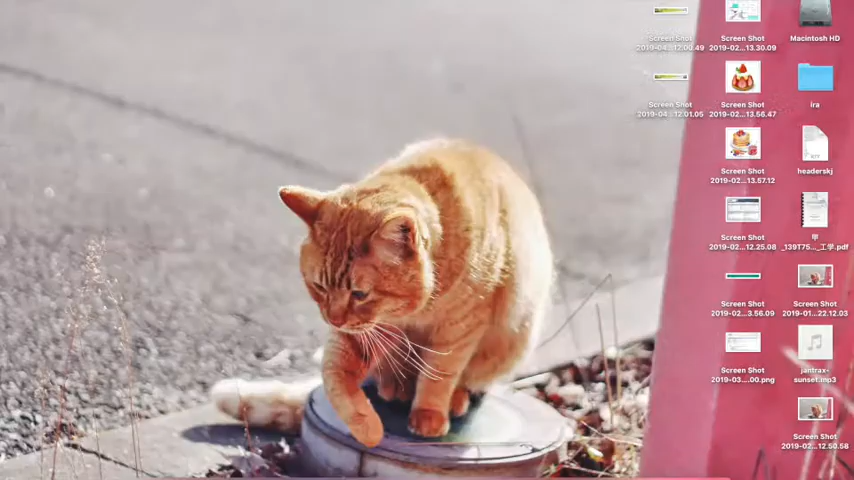 Screen Shot
2019-04...12.00.49
Screen Shot
2019-02...13.30.09
Macintosh HD
Screen Shot
2019-04...12.01.05
Screen Shot
2019-02...13.56.47
ira
Screen Shot
2019-02...13.57.12
headerskj
Screen Shot
2019-02...12.25.08
甲
_139T75..._工学.pdf
Screen Shot
2019-02...3.56.09
Screen Shot
2019-01...22.12.03
Screen Shot
2019-03....00.png
jantrax-
sunset.mp3
Screen Shot
2019-02...12.50.58